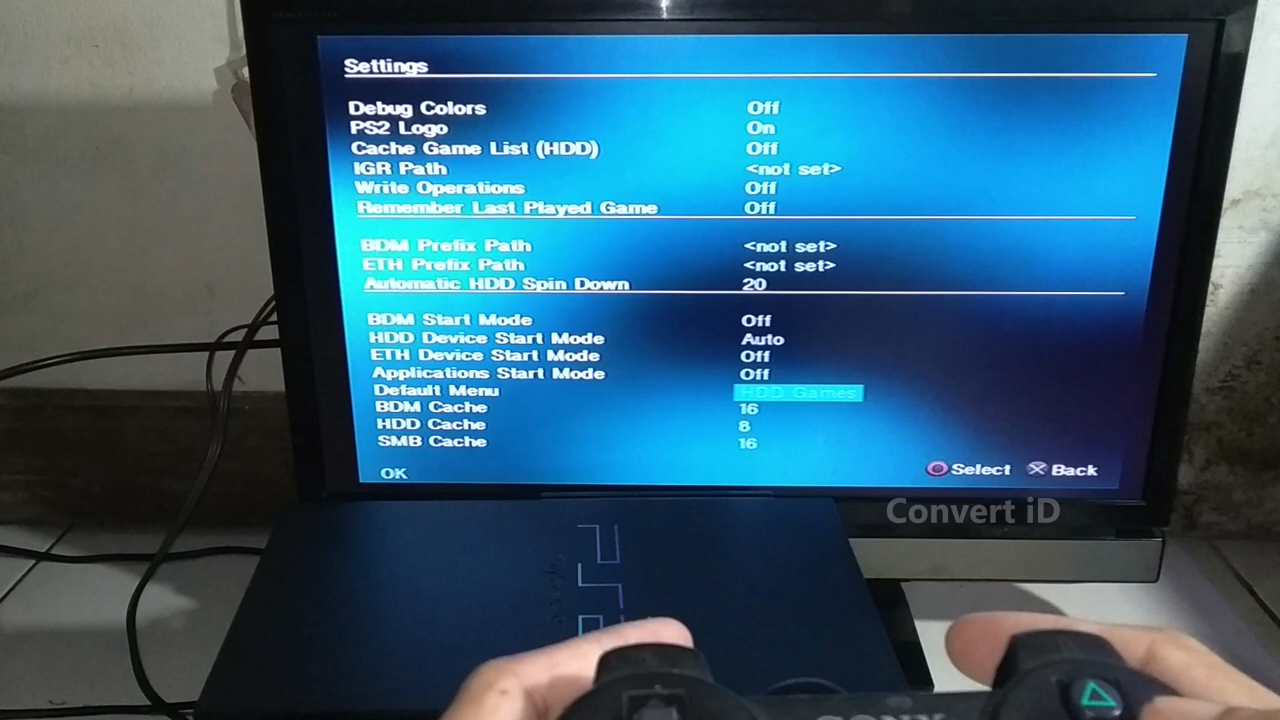 Settings
Debug Colors Off
PS2 Logo On
Cache Game List (HDD) Off
IGR Path <not set>
Write Operations Off
Remember Last Played Game Off
BDM Prefix Path <not set>
ETH Prefix Path <not set>
Automatic HDD Spin Down 20
BDM Start Mode Off
HDD Device Start Mode Auto
ETH Device Start Mode Off
Applications Start Mode Off
Default Menu HDD Games
BDM Cache 16
HDD Cache 8
SMB Cache 16
OK Select Back
Convert iD
PS2
SONY